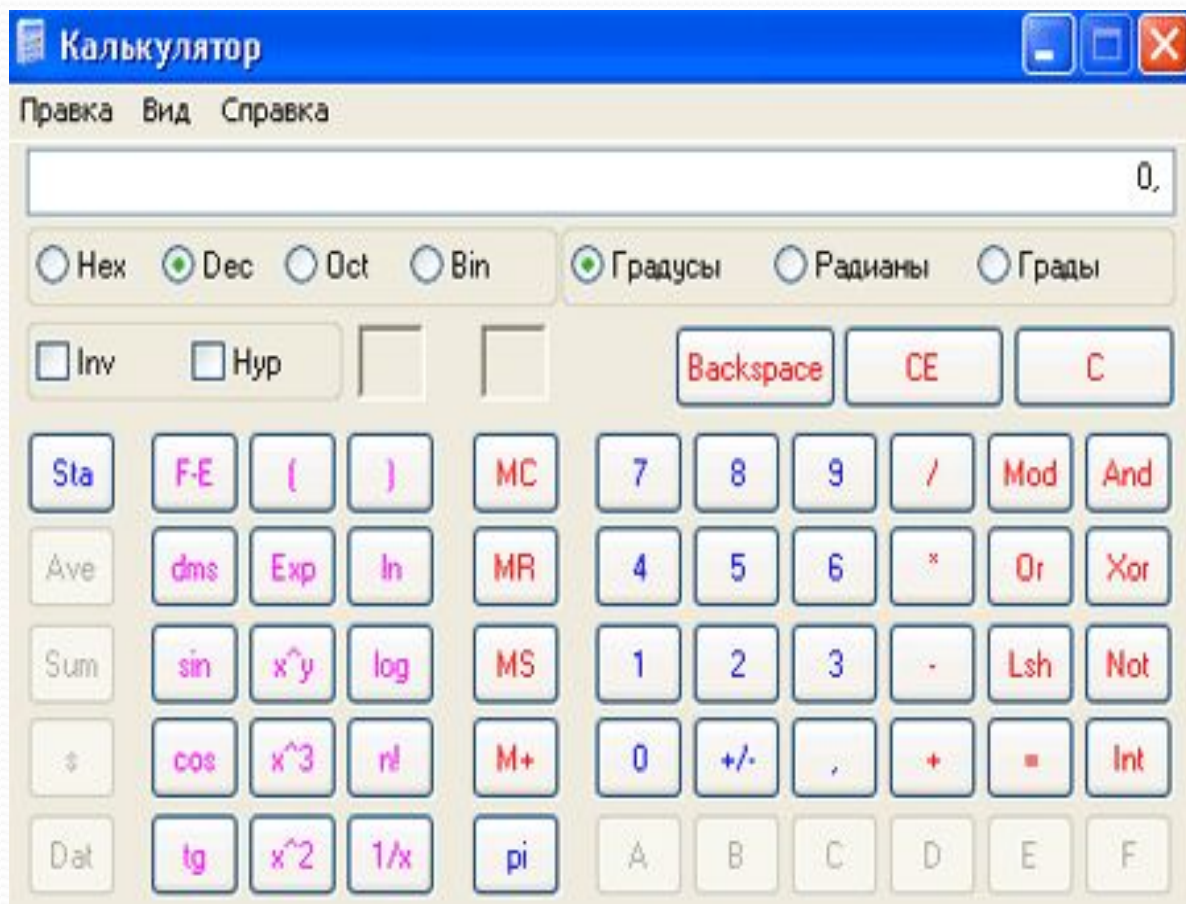 Калькулятор
Правка Вид Справка
0,
Hex Dec Oct Bin Градусы Радианы Грады
Inv Hyp Backspace CE C
Sta F-E ( ) MC 7 8 9 / Mod And
Ave dms Exp ln MR 4 5 6 * Or Xor
Sum sin x^y log MS 1 2 3 - Lsh Not
s cos x^3 n! M+ 0 +/- , + = Int
Dat tg x^2 1/x pi A B C D E F